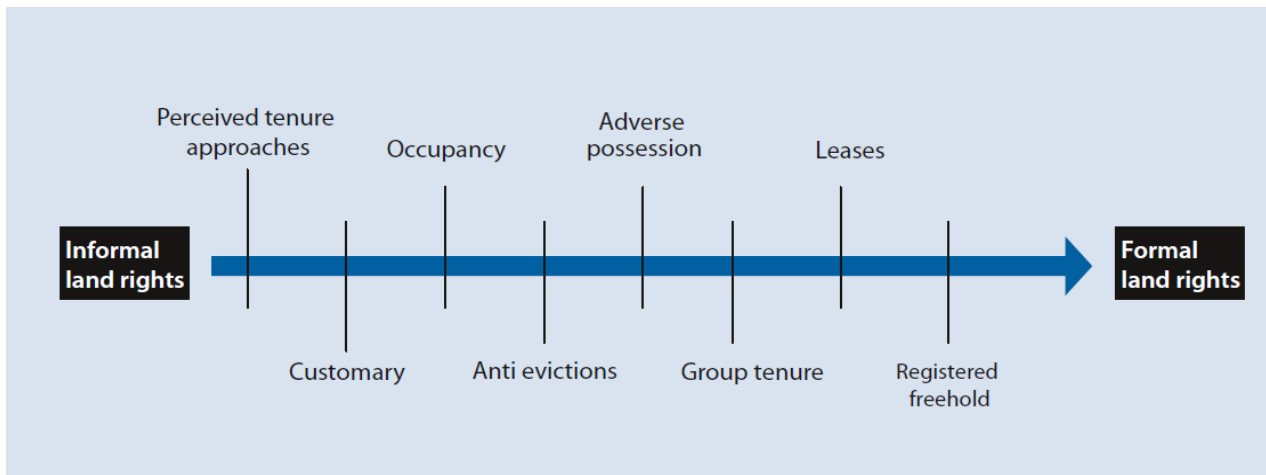 Perceived tenure
approaches
Occupancy
Adverse
possession
Leases
Informal
land rights
Formal
land rights
Customary
Anti evictions
Group tenure
Registered
freehold